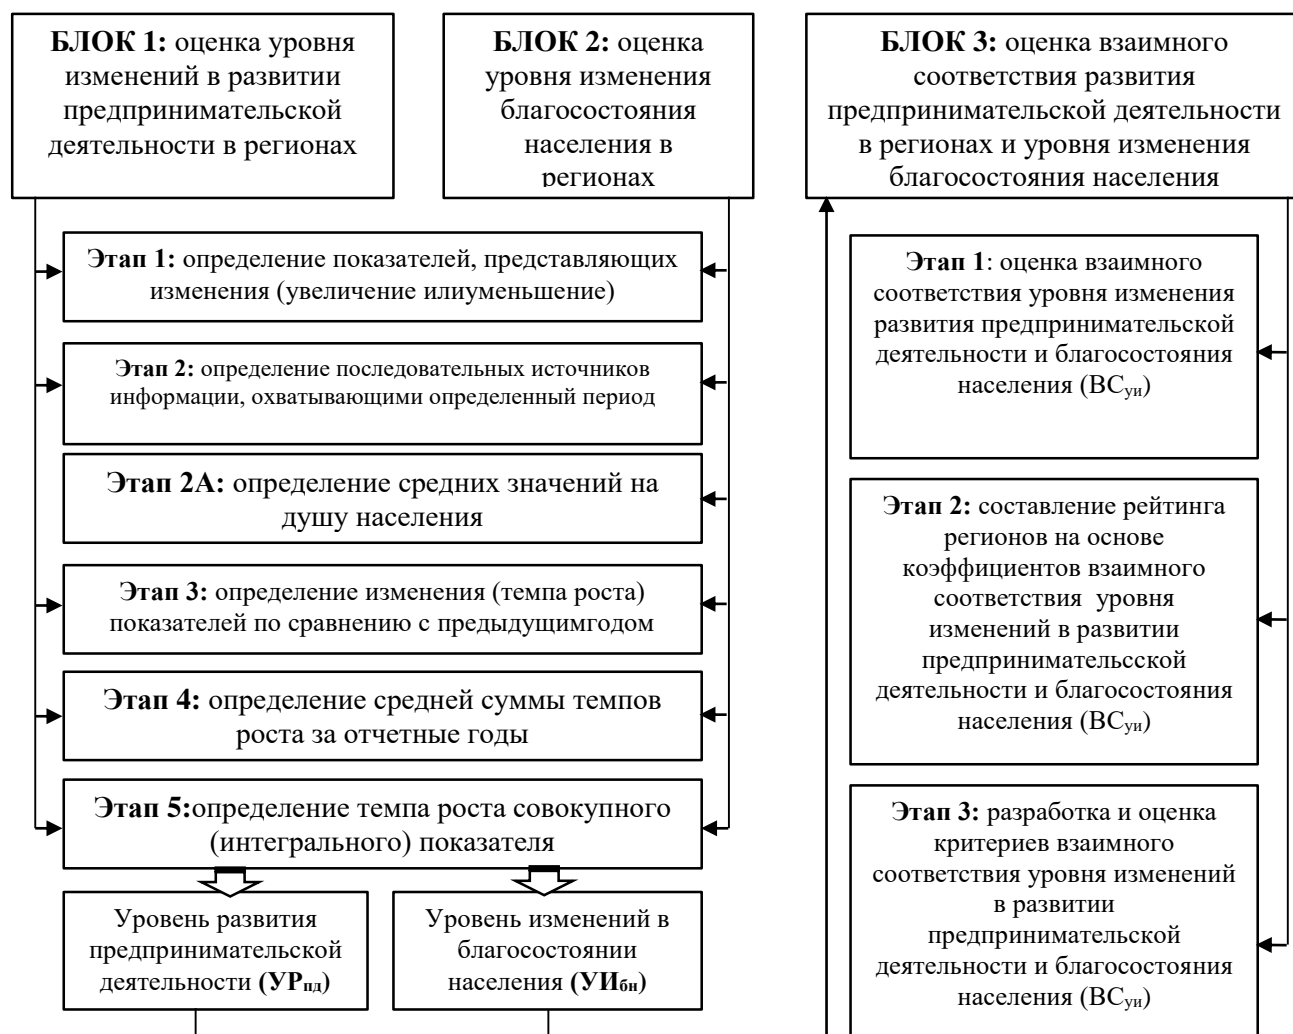 БЛОК 1: оценка уровня
изменений в развитии
предпринимательской
деятельности в регионах
БЛОК 2: оценка
уровня изменения
благосостояния
населения в
регионах
БЛОК 3: оценка взаимного
соответствия развития
предпринимательской деятельности
в регионах и уровня изменения
благосостояния населения
Этап 1: определение показателей, представляющих
изменения (увеличение илиуменьшение)
Этап 2: определение последовательных источников
информации, охватывающими определенный период
Этап 2А: определение средних значений на
душу населения
Этап 3: определение изменения (темпа роста)
показателей по сравнению с предыдущимгодом
Этап 4: определение средней суммы темпов
роста за отчетные годы
Этап 5:определение темпа роста совокупного
(интегрального) показателя
Уровень развития
предпринимательской
деятельности (УРпд)
Уровень изменений в
благосостоянии
населения (УИбн)
Этап 1: оценка взаимного
соответствия уровня изменения
развития предпринимательской
деятельности и благосостояния
населения (ВСуи)
Этап 2: составление рейтинга
регионов на основе
коэффициентов взаимного
соответствия уровня
изменений в развитии
предпринимательсской
деятельности и благосостояния
населения (ВСуи)
Этап 3: разработка и оценка
критериев взаимного
соответствия уровня изменений
в развитии
предпринимательской
деятельности и благосостояния
населения (ВСуи)